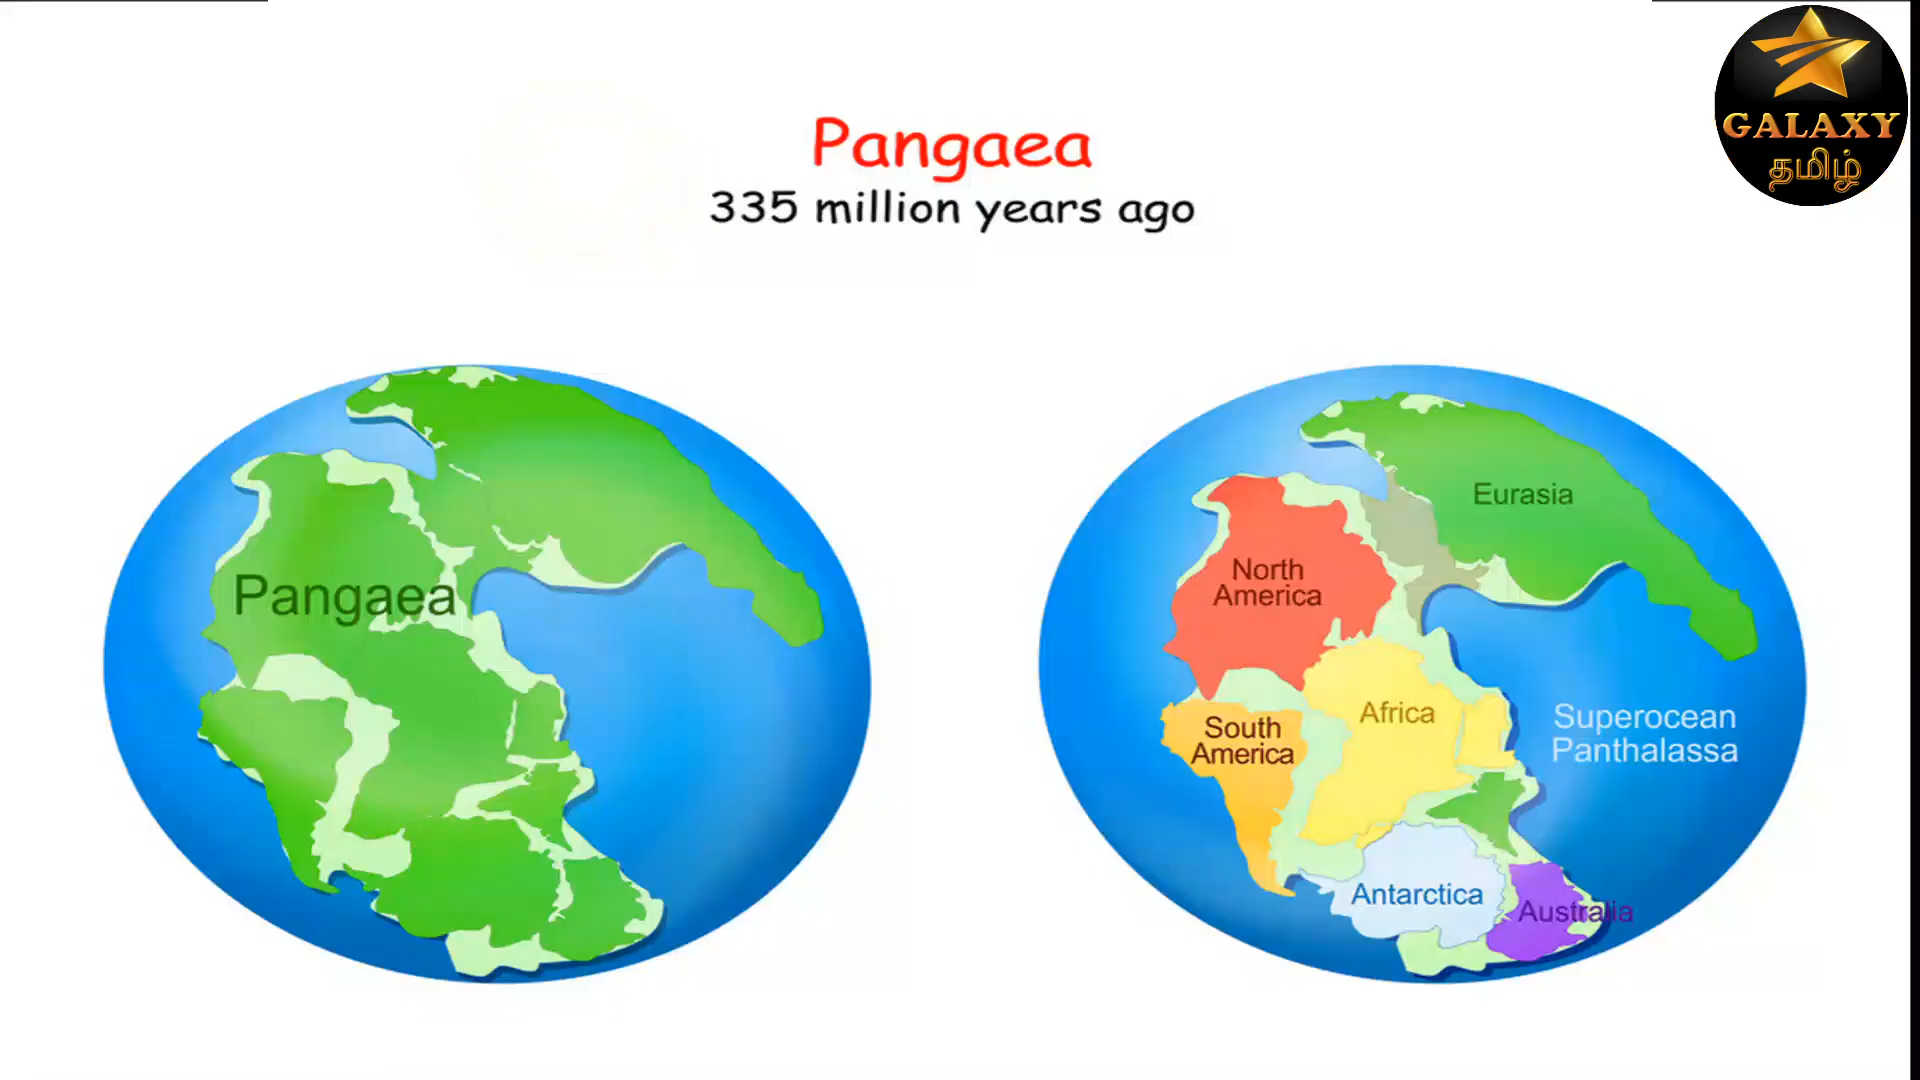 Pangaea
335 million years ago
GALAXY
தமிழ்
Pangaea
Eurasia
North
America
South
America
Africa
Superocean
Panthalassa
Antarctica
Australia